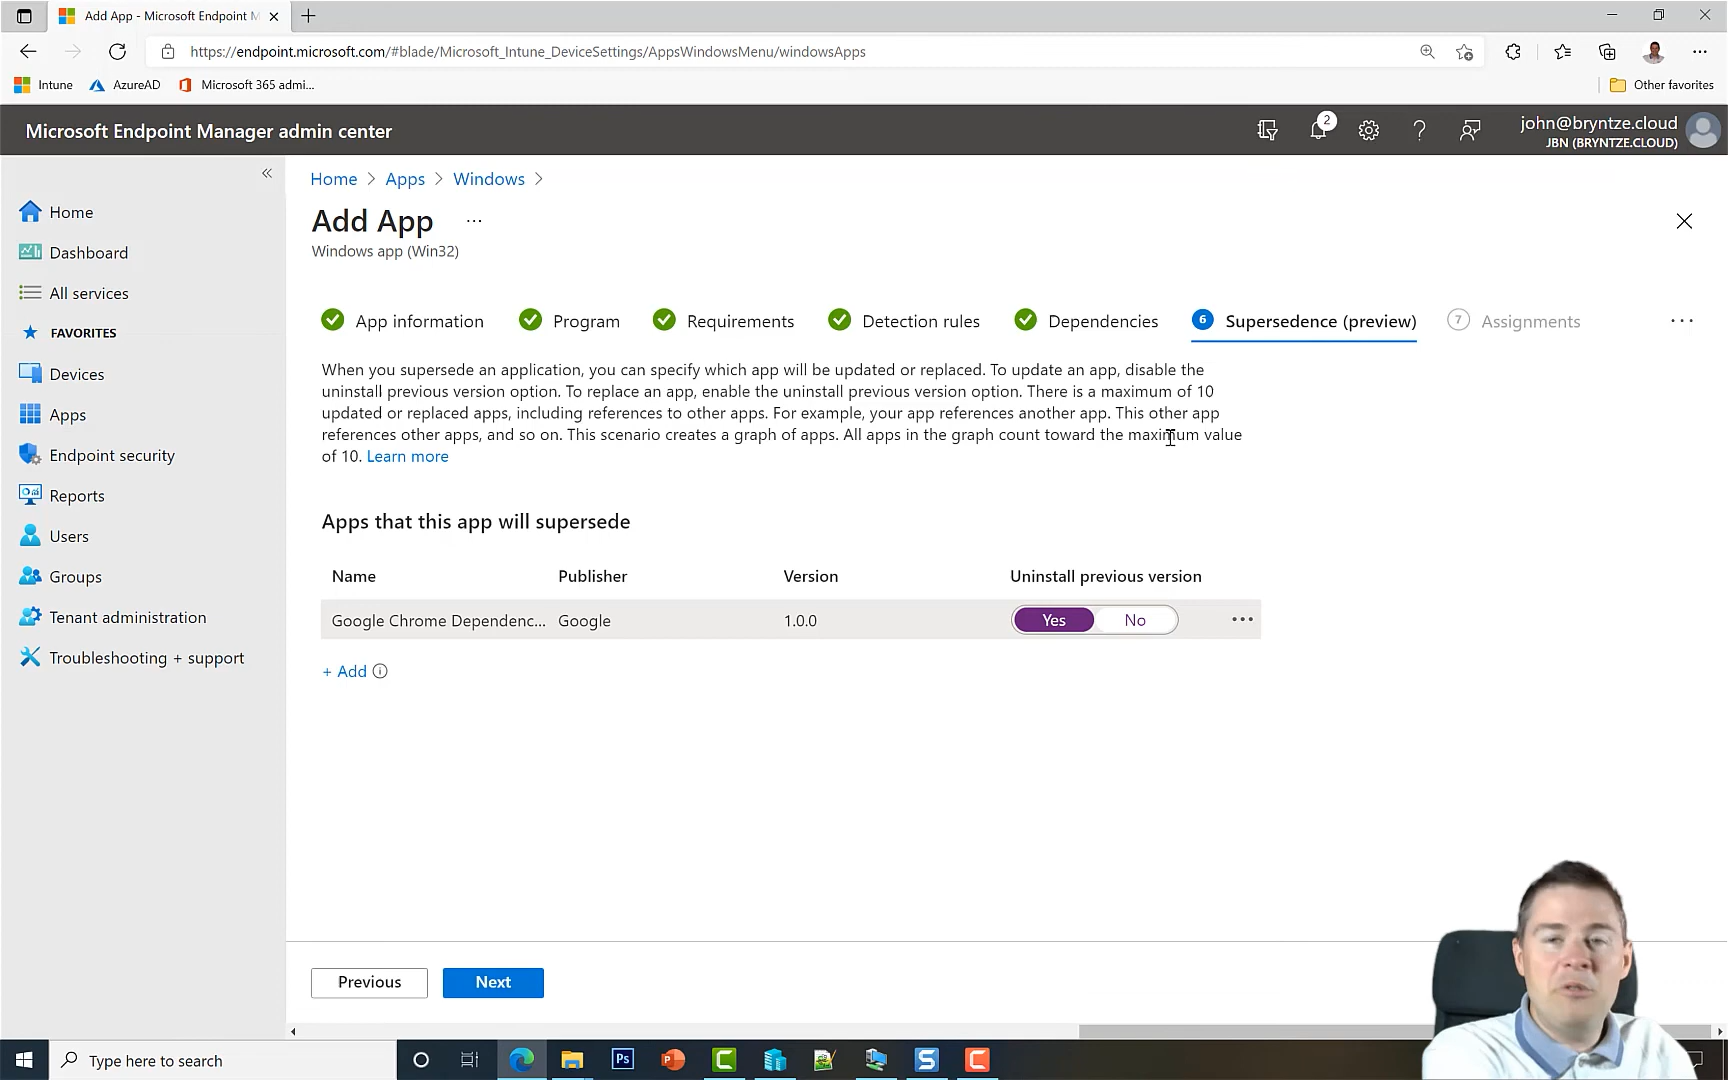 Add App - Microsoft Endpoint M
https://endpoint.microsoft.com/#blade/Microsoft_Intune_DeviceSettings/AppsWindowsMenu/windowsApps
Intune
AzureAD
Microsoft 365 admi...
Other favorites
Microsoft Endpoint Manager admin center
2
john@bryntze.cloud
JBN (BRYNTZE.CLOUD)
Home
Dashboard
All services
FAVORITES
Devices
Apps
Endpoint security
Reports
Users
Groups
Tenant administration
Troubleshooting + support
Home > Apps > Windows >
Add App ...
Windows app (Win32)
App information
Program
Requirements
Detection rules
Dependencies
6 Supersedence (preview)
7 Assignments
...
When you supersede an application, you can specify which app will be updated or replaced. To update an app, disable the
uninstall previous version option. To replace an app, enable the uninstall previous version option. There is a maximum of 10
updated or replaced apps, including references to other apps. For example, your app references another app. This other app
references other apps, and so on. This scenario creates a graph of apps. All apps in the graph count toward the maximum value
of 10. Learn more
Apps that this app will supersede
Name Publisher Version Uninstall previous version
Google Chrome Dependenc... Google 1.0.0 Yes No ...
+ Add
Previous
Next
Type here to search
Ps
P
C
S
C